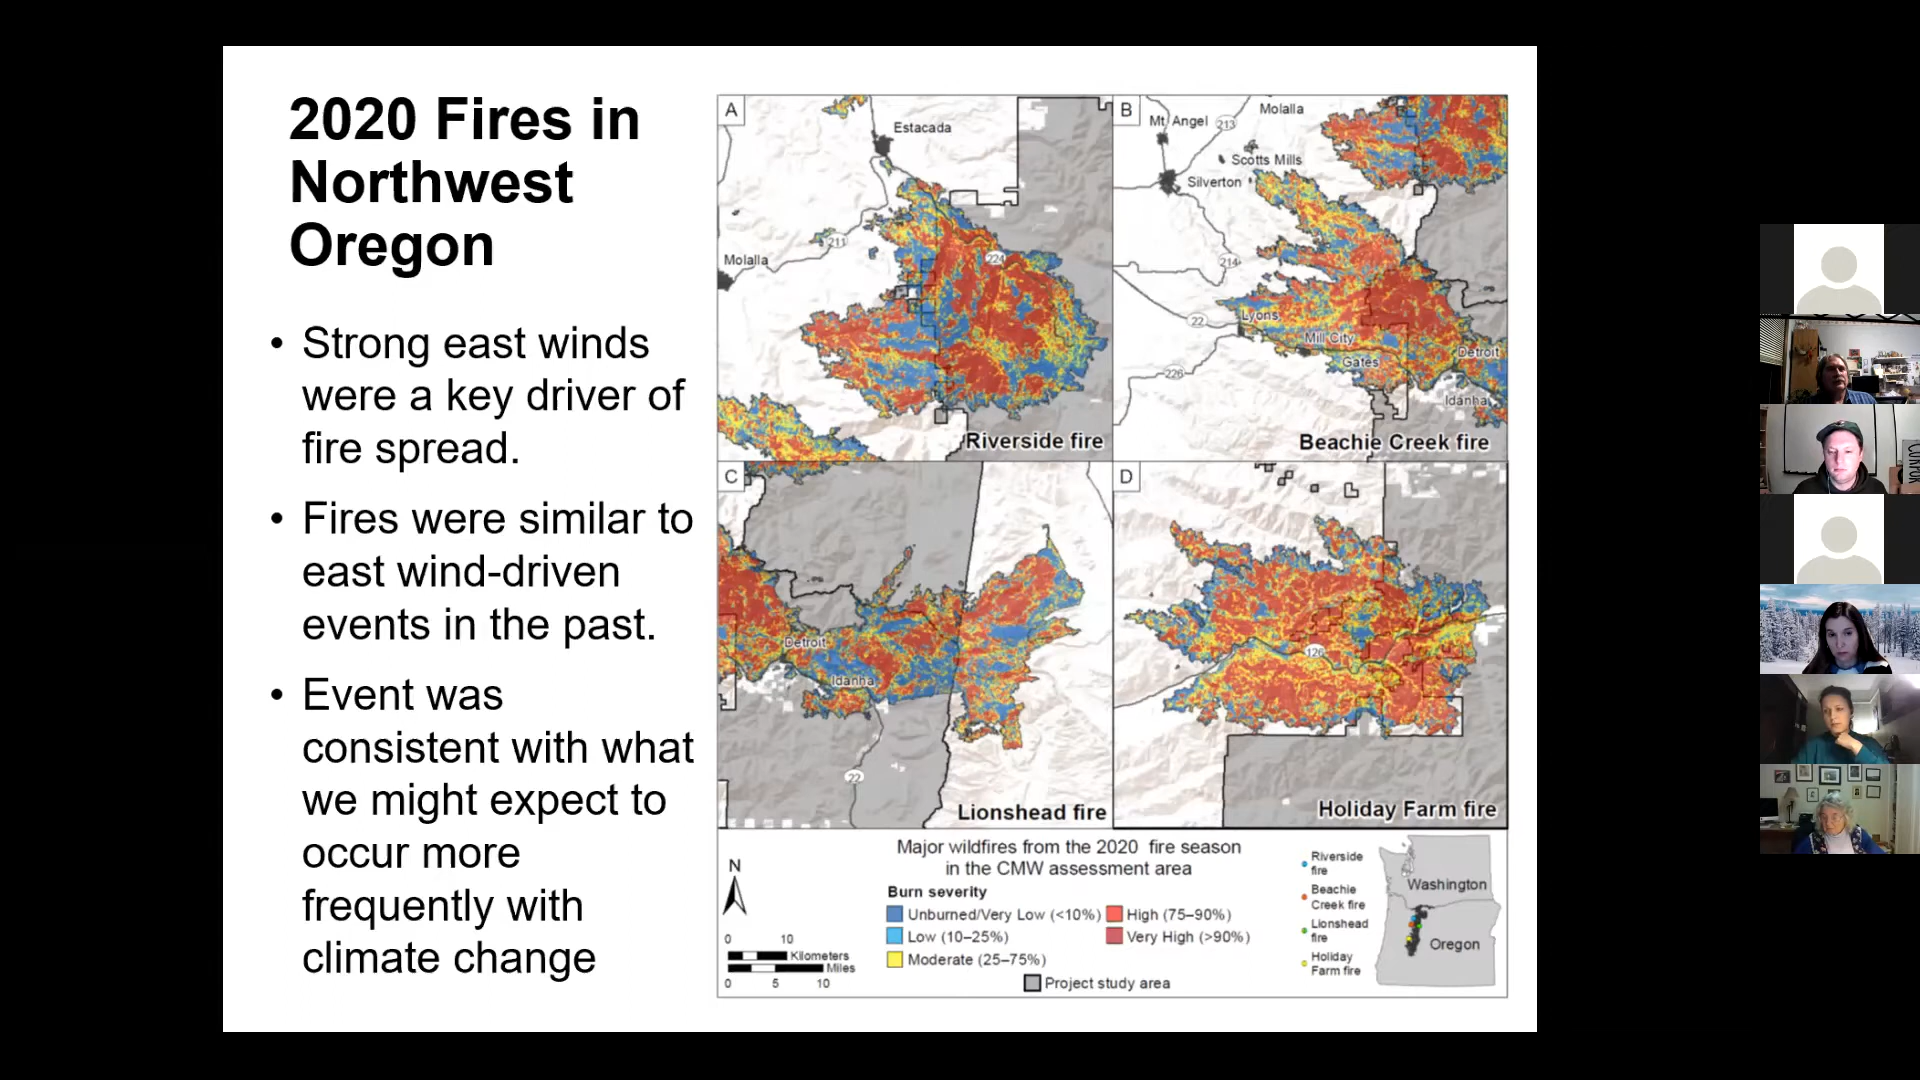 2020 Fires in
Northwest
Oregon
• Strong east winds
were a key driver of
fire spread.
• Fires were similar to
east wind-driven
events in the past.
• Event was
consistent with what
we might expect to
occur more
frequently with
climate change
A
Estacada
211
224
Molalla
Riverside fire
B
Molalla
Mt Angel
213
Scotts Mills
Silverton
214
Lyons
22
Mill City
Gates
Detroit
226
Idanha
Beachie Creek fire
C
Detroit
Idanha
22
Lionshead fire
D
126
Holiday Farm fire
Major wildfires from the 2020 fire season
in the CMW assessment area
N
0 10
Kilometers
Miles
0 5 10
Burn severity
Unburned/Very Low (<10%)
Low (10–25%)
Moderate (25–75%)
High (75–90%)
Very High (>90%)
Project study area
Riverside
fire
Beachie
Creek fire
Lionshead
fire
Holiday
Farm fire
Washington
Oregon